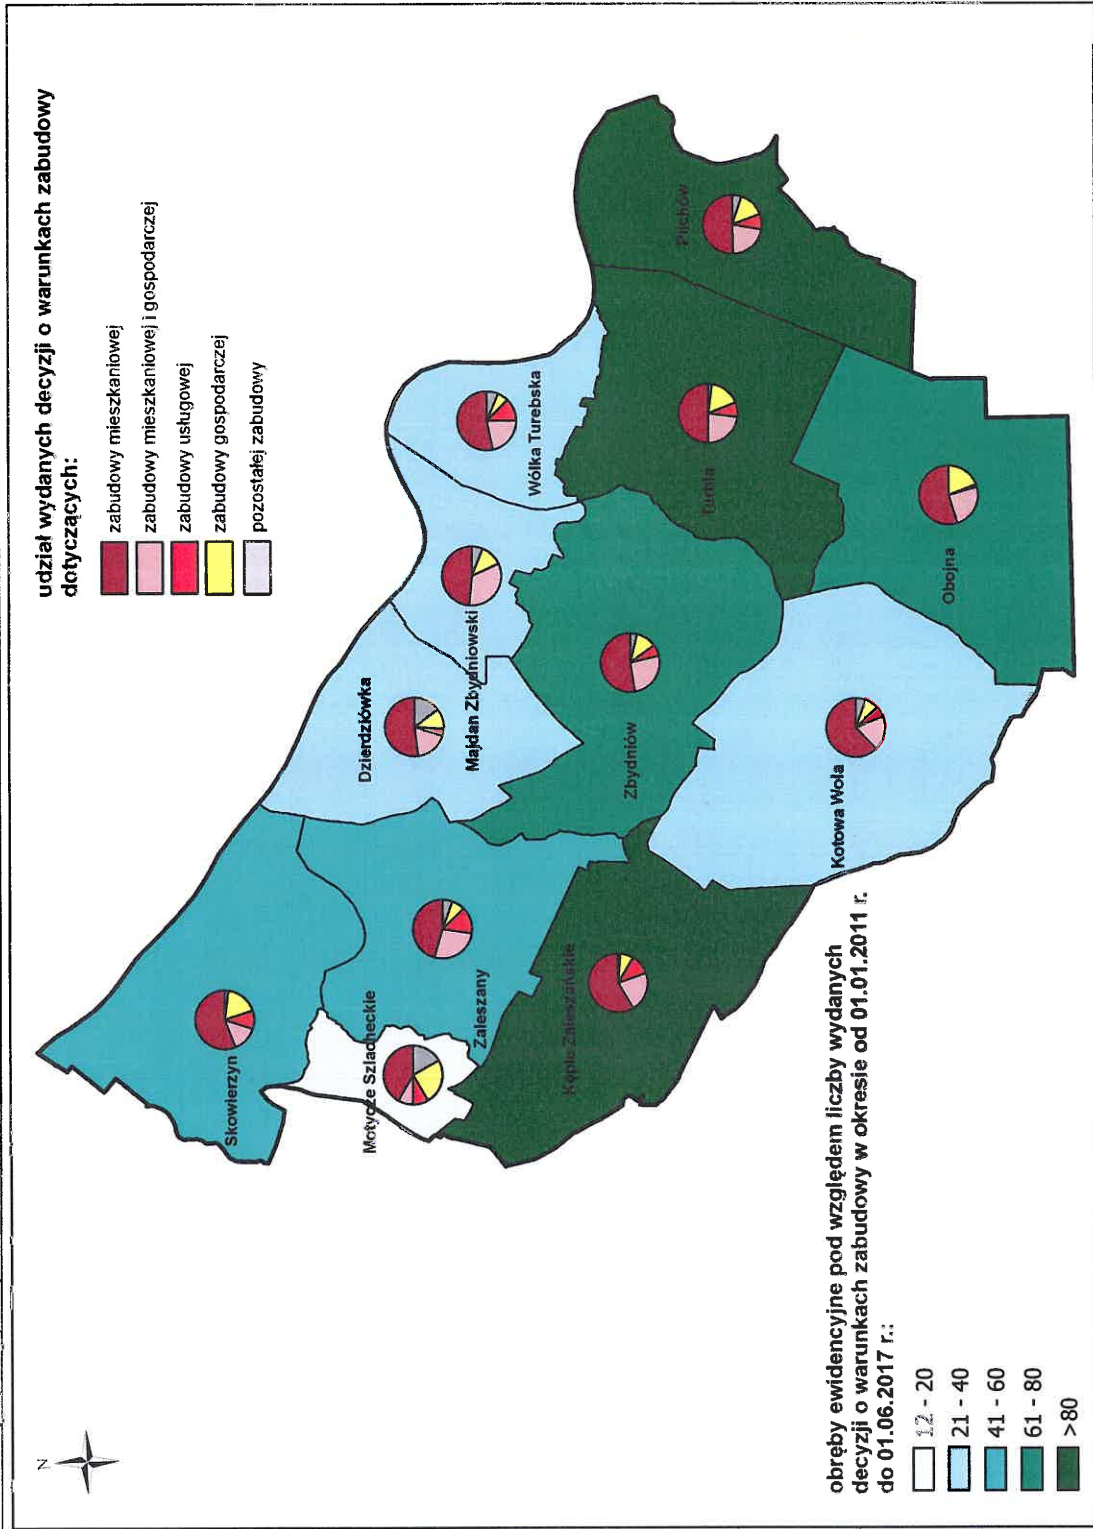 N
udział wydanych decyzji o warunkach zabudowy
dotyczących:
zabudowy mieszkaniowej
zabudowy mieszkaniowej i gospodarczej
zabudowy usługowej
zabudowy gospodarczej
pozostałej zabudowy
Skowierzyn
Motycze Szlacheckie
Zaleszany
Dzierdziówka
Majdan Zbydniowski
Wólka Turebska
Pilchów
Turbia
Zbydniów
Kępie Zaleszańskie
Kotowa Wola
Obojna
obręby ewidencyjne pod względem liczby wydanych
decyzji o warunkach zabudowy w okresie od 01.01.2011 r.
do 01.06.2017 r.:
12 - 20
21 - 40
41 - 60
61 - 80
>80